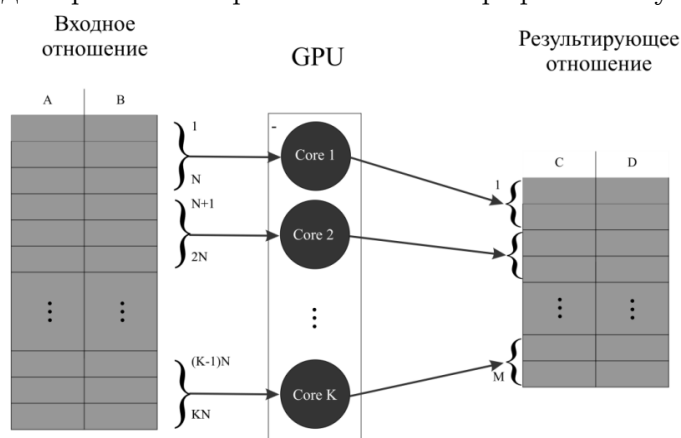 Входное
отношение
GPU
Результирующее
отношение
A B
C D
1
N
N+1
2N
(K-1)N
KN
-
Core 1
Core 2
Core K
1
M